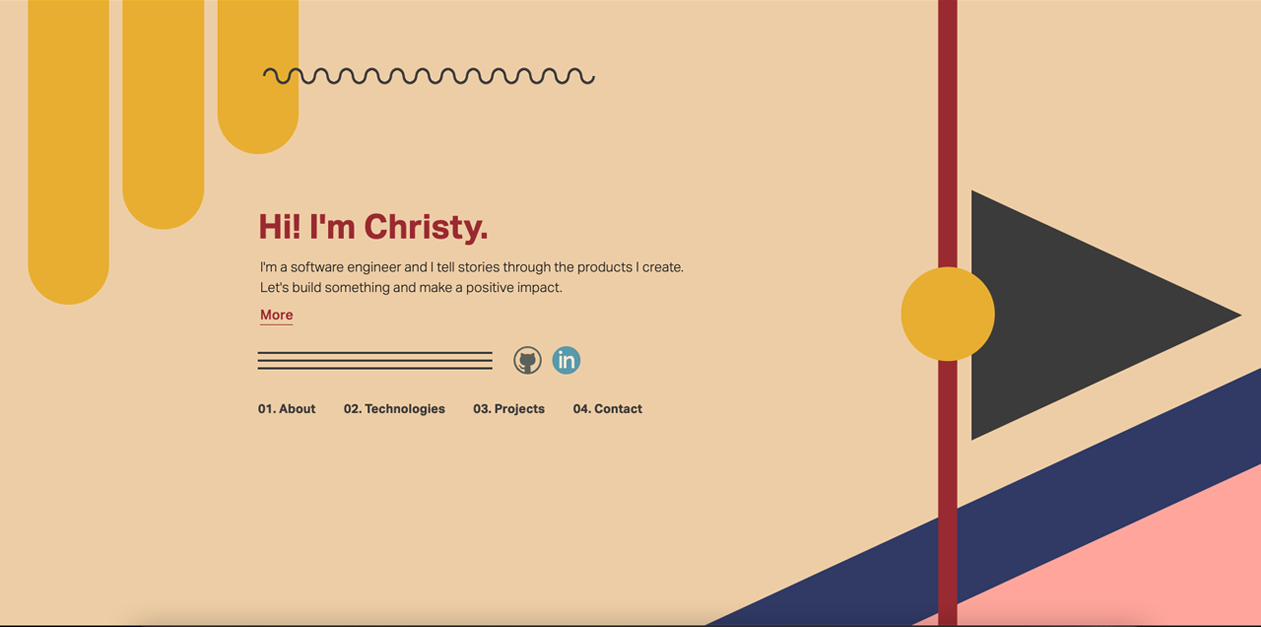 Hi! I'm Christy.
I'm a software engineer and I tell stories through the products I create.
Let's build something and make a positive impact.
More
in
01. About 02. Technologies 03. Projects 04. Contact